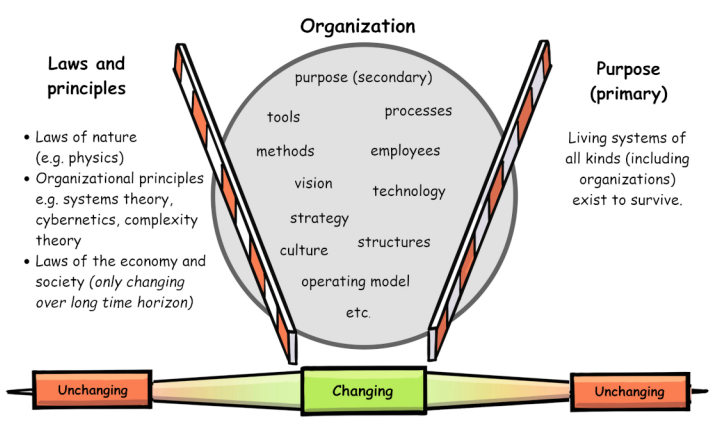 Organization
Laws and
principles
• Laws of nature
(e.g. physics)
• Organizational principles
e.g. systems theory,
cybernetics, complexity
theory
• Laws of the economy and
society (only changing
over long time horizon)
purpose (secondary)
tools
processes
methods
employees
vision
technology
strategy
culture
structures
operating model
etc.
Purpose
(primary)
Living systems of
all kinds (including
organizations)
exist to survive.
Unchanging
Changing
Unchanging